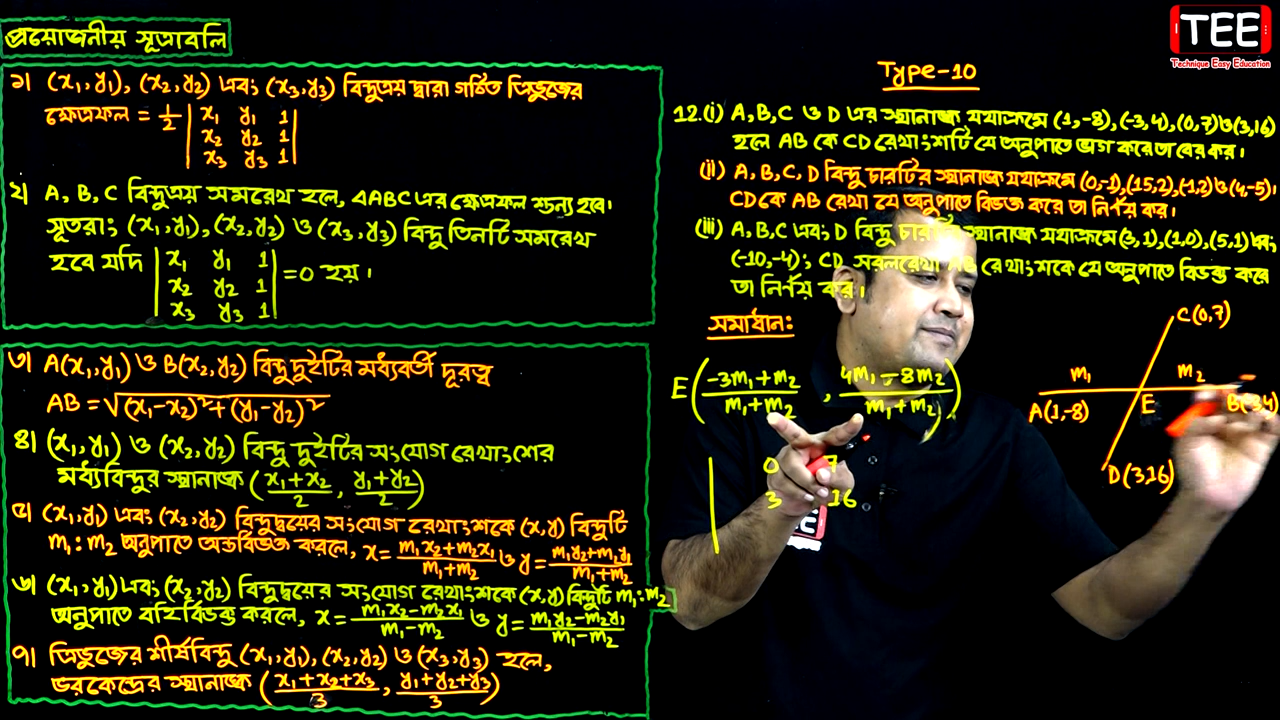 প্রয়োজনীয় সূত্রাবলি
১। (x₁, y₁), (x₂, y₂) এবং (x₃, y₃) বিন্দুত্রয় দ্বারা গঠিত ত্রিভুজের
ক্ষেত্রফল = 1/2 | x₁ y₁ 1 |
x₂ y₂ 1
x₃ y₃ 1
২। A, B, C বিন্দুত্রয় সমরেখ হলে, ΔABC এর ক্ষেত্রফল শূন্য হবে।
সুতরাং (x₁, y₁), (x₂, y₂) ও (x₃, y₃) বিন্দু তিনটি সমরেখ
হবে যদি | x₁ y₁ 1 | = 0 হয়।
x₂ y₂ 1
x₃ y₃ 1
৩। A(x₁, y₁) ও B(x₂, y₂) বিন্দু দুইটির মধ্যবর্তী দূরত্ব
AB = √(x₁-x₂)²+(y₁-y₂)²
৪। (x₁, y₁) ও (x₂, y₂) বিন্দু দুইটির সংযোগ রেখাংশের
মধ্যবিন্দুর স্থানাঙ্ক ((x₁+x₂)/2, (y₁+y₂)/2)
৫। (x₁, y₁) এবং (x₂, y₂) বিন্দুদ্বয়ের সংযোগ রেখাংশকে (x, y) বিন্দুটি
m₁:m₂ অনুপাতে অন্তর্বিভক্ত করলে, x = (m₁x₂+m₂x₁)/(m₁+m₂) ও y = (m₁y₂+m₂y₁)/(m₁+m₂)
৬। (x₁, y₁) এবং (x₂, y₂) বিন্দুদ্বয়ের সংযোগ রেখাংশকে (x, y) বিন্দুটি m₁:m₂
অনুপাতে বহির্বিভক্ত করলে, x = (m₁x₂-m₂x₁)/(m₁-m₂) ও y = (m₁y₂-m₂y₁)/(m₁-m₂)
৭। ত্রিভুজের শীর্ষবিন্দু (x₁, y₁), (x₂, y₂) ও (x₃, y₃) হলে,
ভরকেন্দ্রের স্থানাঙ্ক ((x₁+x₂+x₃)/3, (y₁+y₂+y₃)/3)
TEE
Technique Easy Education
Type-10
12.(i) A, B, C ও D এর স্থানাঙ্ক যথাক্রমে (1,-8), (-3,4), (0,7) ও (3,16)
হলে AB কে CD রেখাংশটি যে অনুপাতে ভাগ করে তা বের কর।
(ii) A, B, C, D বিন্দু চারটির স্থানাঙ্ক যথাক্রমে (0,-1), (15,2), (-1,2) ও (4,-5)।
CD কে AB রেখা যে অনুপাতে বিভক্ত করে তা নির্ণয় কর।
(iii) A, B, C এবং D বিন্দু চারটির স্থানাঙ্ক যথাক্রমে (3,1), (1,0), (5,1) এবং
(-10,-4); CD সরলরেখা AB রেখাংশকে যে অনুপাতে বিভক্ত করে
তা নির্ণয় কর।
সমাধান:
E((-3m₁+m₂)/(m₁+m₂), (4m₁-8m₂)/(m₁+m₂))
0 7
3 16
C(0,7)
m₁ m₂
A(1,-8) E B(-3,4)
D(3,16)
TEE